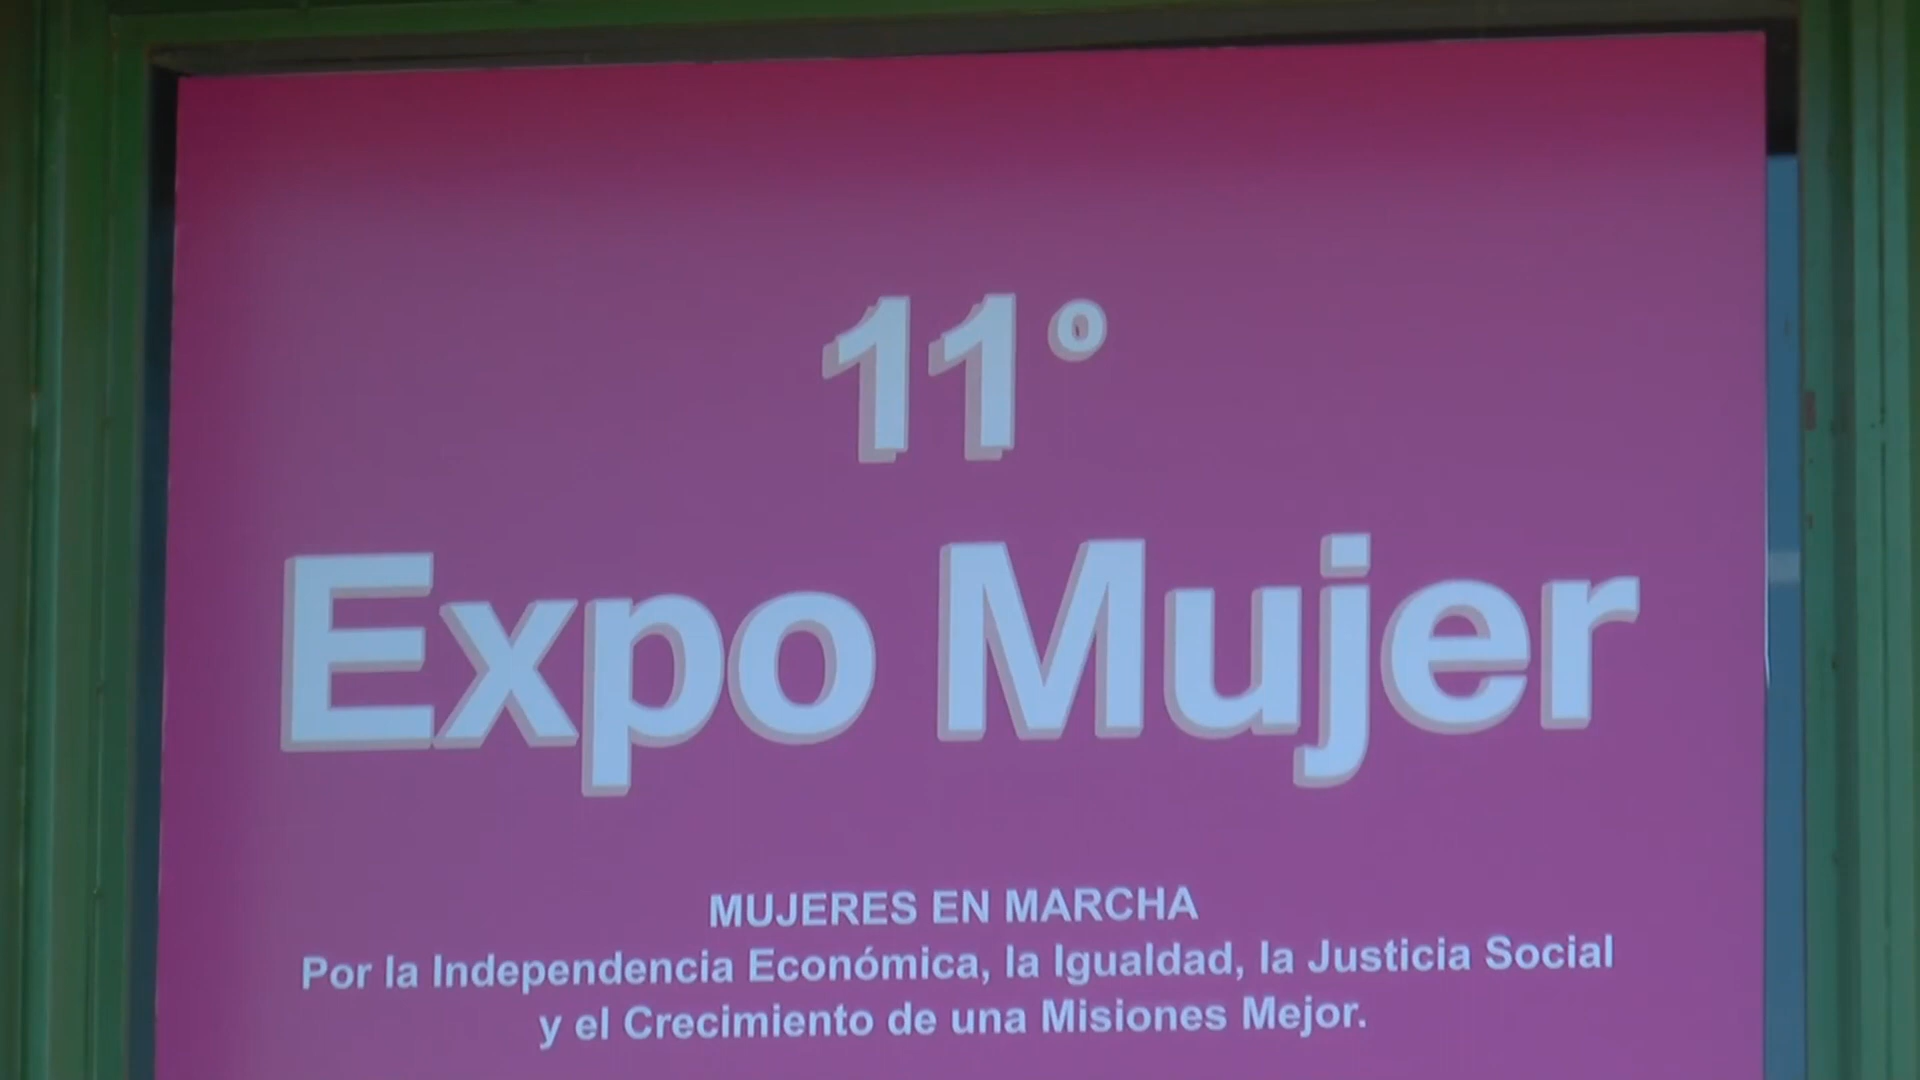 11º
Expo Mujer
MUJERES EN MARCHA
Por la Independencia Económica, la Igualdad, la Justicia Social
y el Crecimiento de una Misiones Mejor.